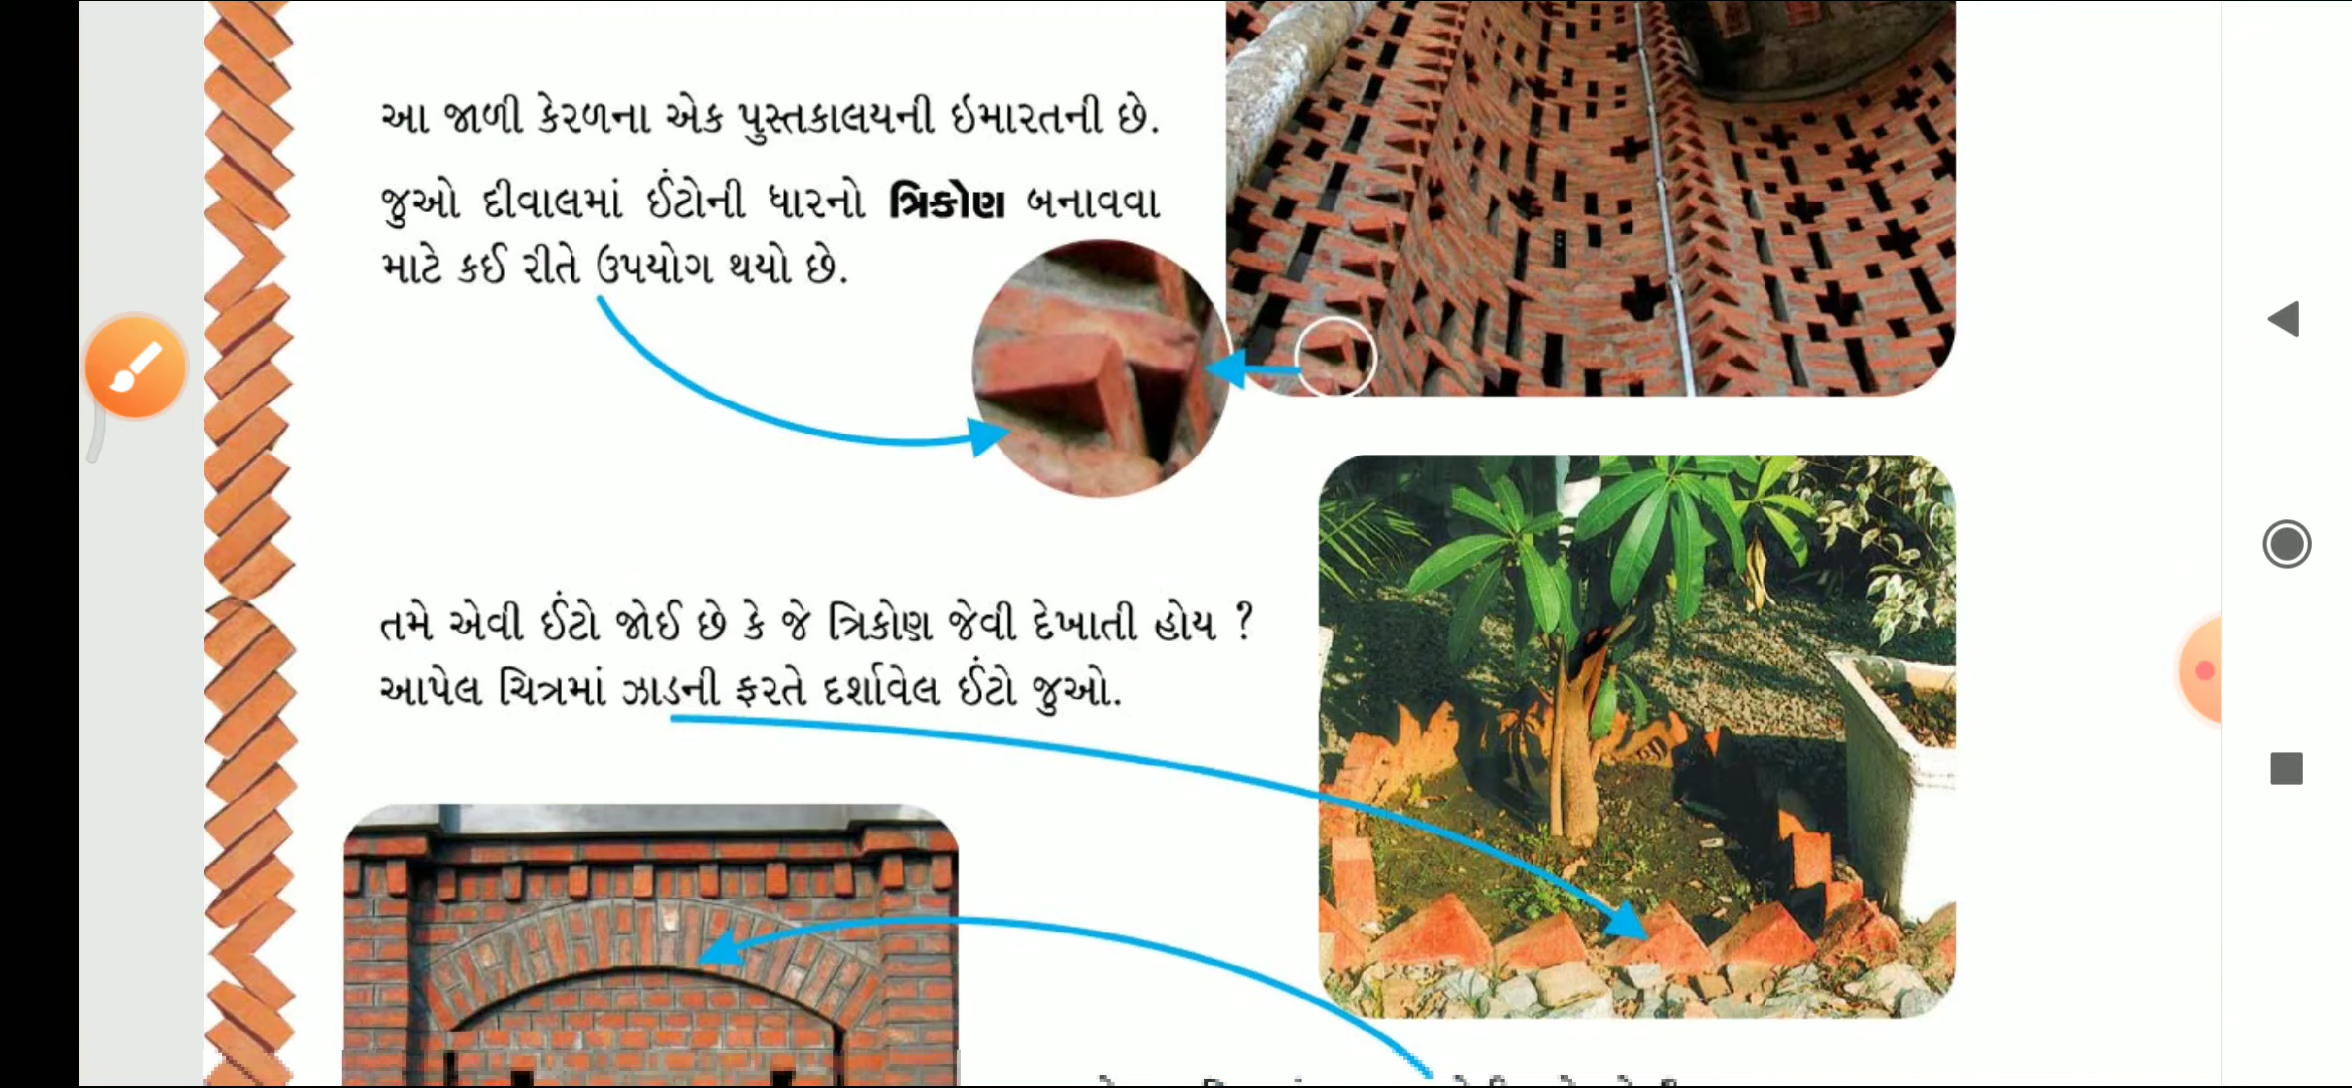 આ જાળી કેરળના એક પુસ્તકાલયની ઇમારતની છે.
જુઓ દીવાલમાં ઈંટોની ધારનો ત્રિકોણ બનાવવા
માટે કઈ રીતે ઉપયોગ થયો છે.
તમે એવી ઈંટો જોઈ છે કે જે ત્રિકોણ જેવી દેખાતી હોય ?
આપેલ ચિત્રમાં ઝાડની ફરતે દર્શાવેલ ઈંટો જુઓ.